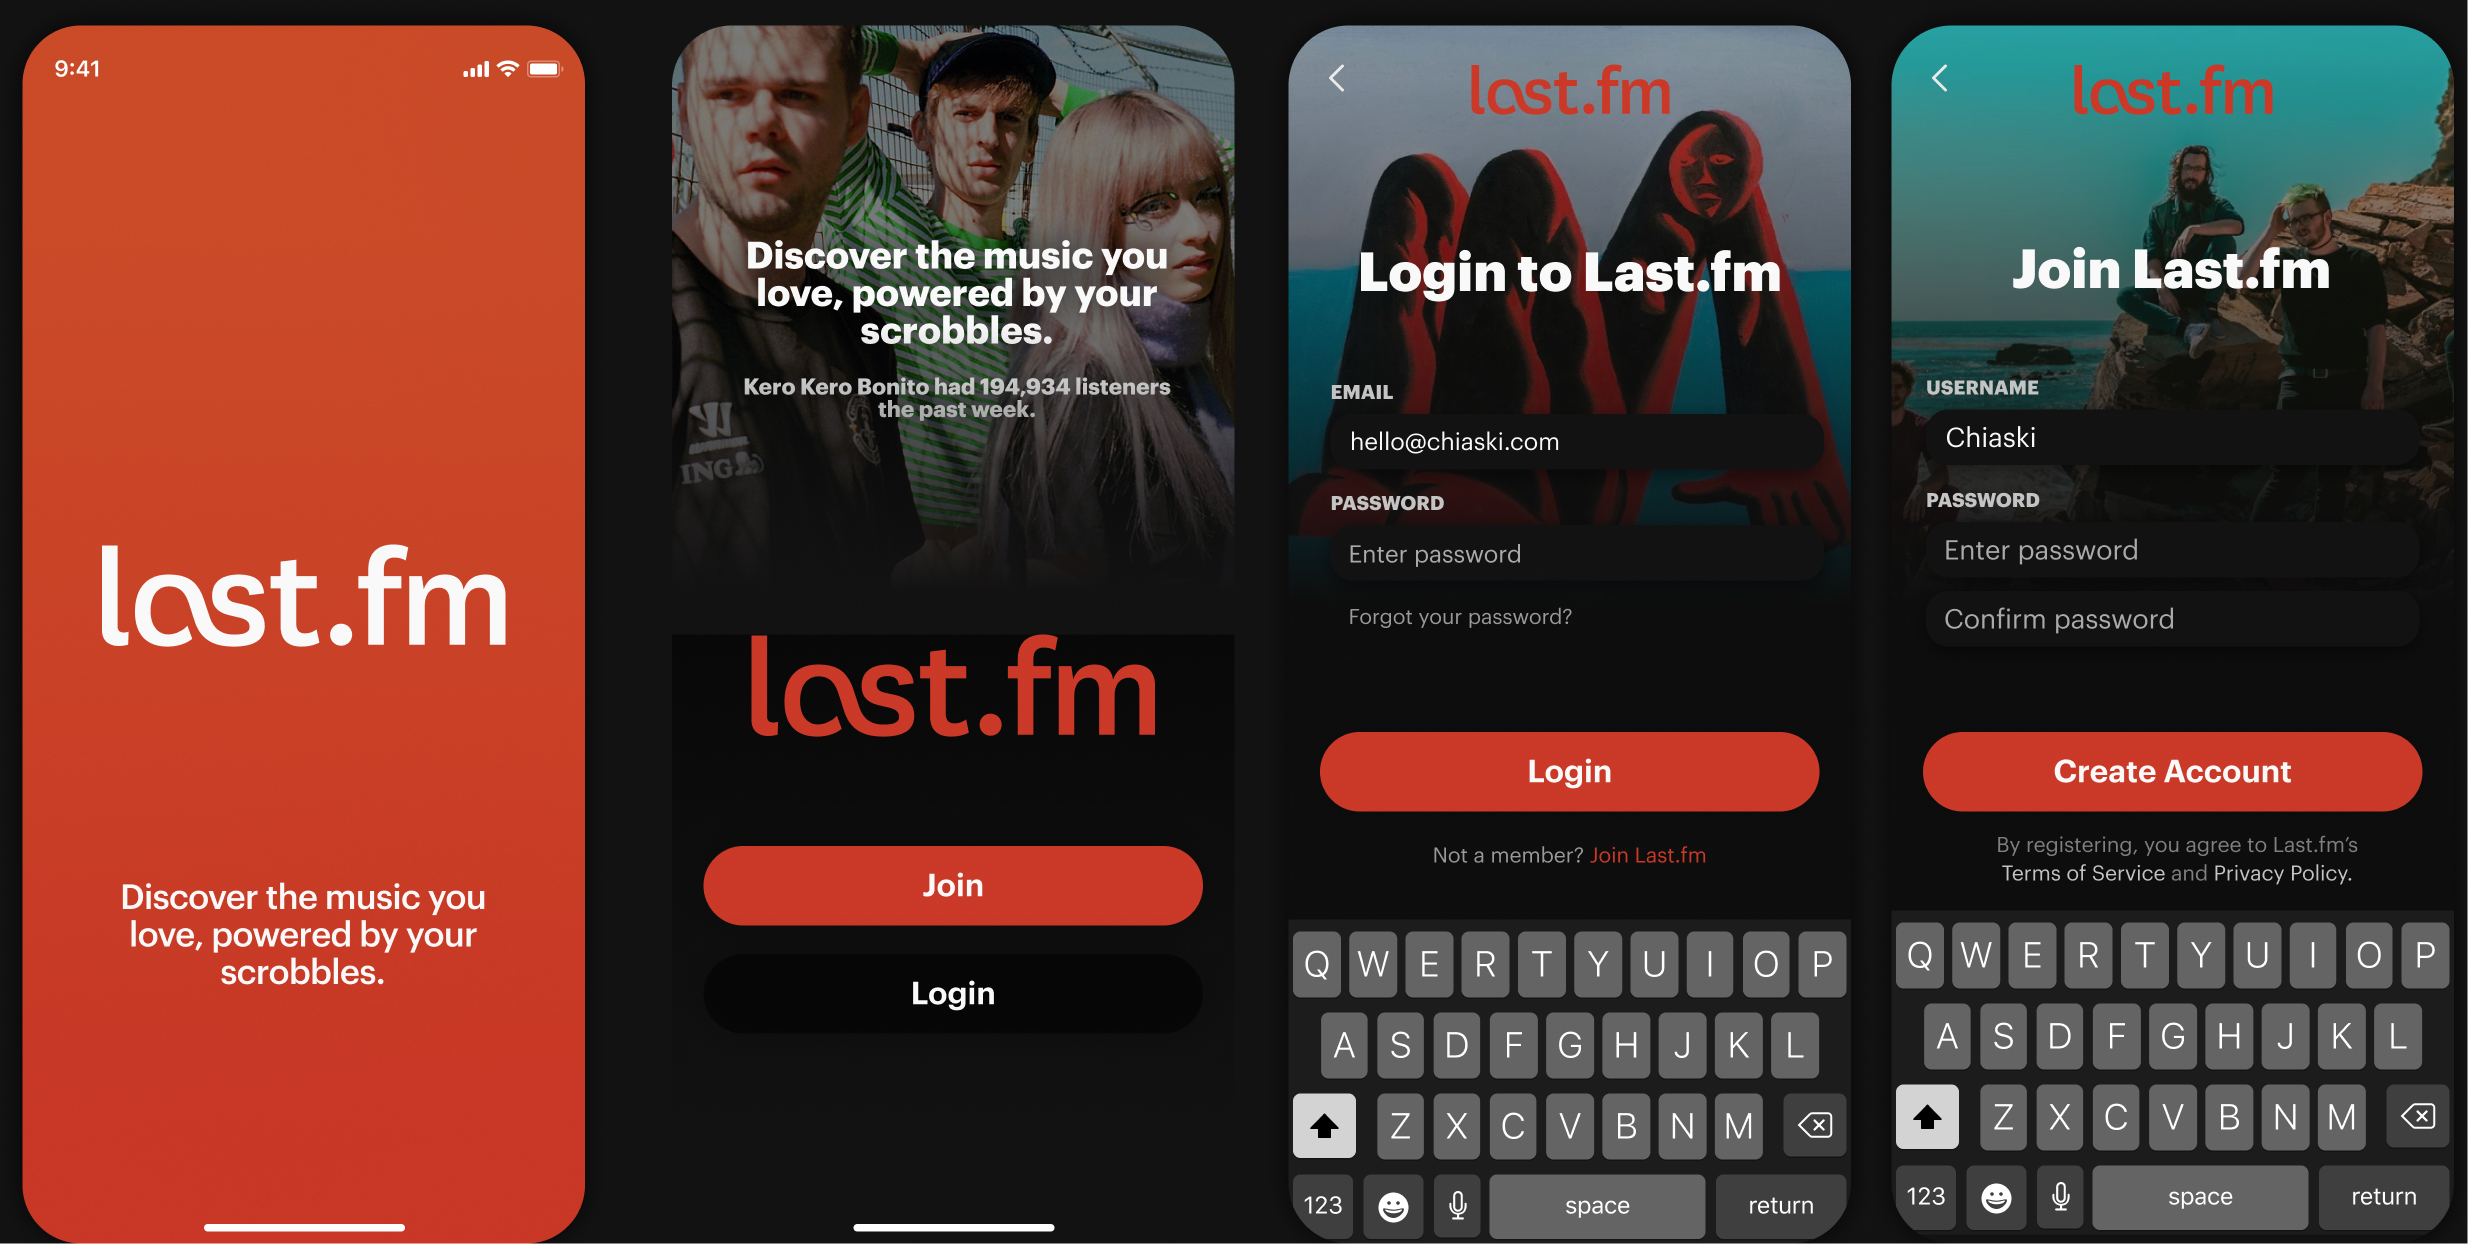 9:41
last.fm
Discover the music you
love, powered by your
scrobbles.
Discover the music you
love, powered by your
scrobbles.
Kero Kero Bonito had 194,934 listeners
the past week.
ING
last.fm
Join
Login
last.fm
Login to Last.fm
EMAIL
hello@chiaski.com
PASSWORD
Enter password
Forgot your password?
Login
Not a member? Join Last.fm
Q W E R T Y U I O P
A S D F G H J K L
Z X C V B N M
123 space return
last.fm
Join Last.fm
USERNAME
Chiaski
PASSWORD
Enter password
Confirm password
Create Account
By registering, you agree to Last.fm’s
Terms of Service and Privacy Policy.
Q W E R T Y U I O P
A S D F G H J K L
Z X C V B N M
123 space return